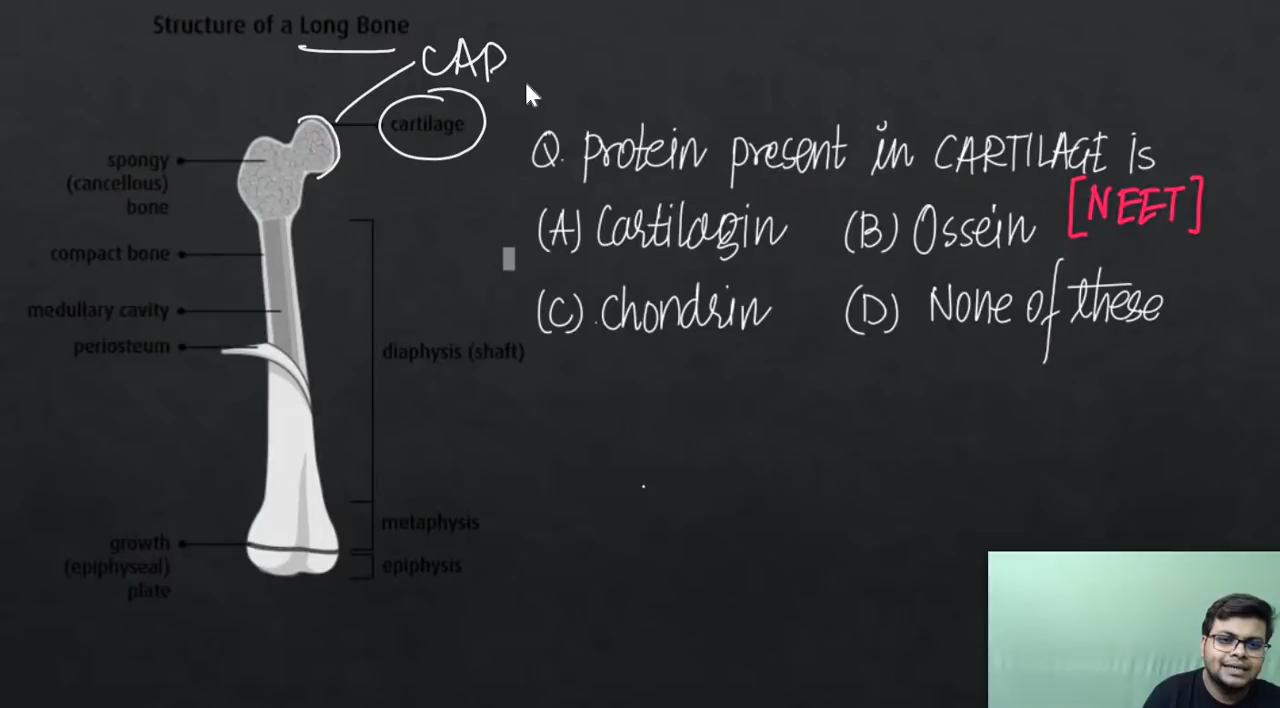 Structure of a Long Bone
CAP
cartilage
spongy
(cancellous)
bone
compact bone
medullary cavity
periosteum
diaphysis (shaft)
metaphysis
growth
(epiphyseal)
plate
epiphysis
Q. Protein present in CARTILAGE is
[NEET]
(A) Cartilagin (B) Ossein
(C) Chondrin (D) None of these